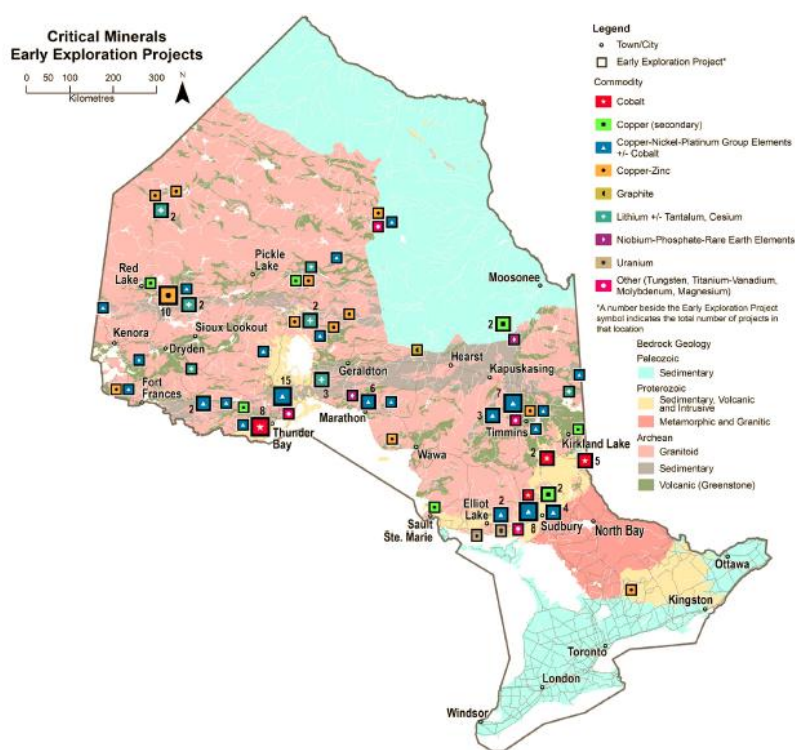 Critical Minerals
Early Exploration Projects
0 100 200 300
Kilometres
N
Legend
Town/City
Early Exploration Project*
Commodity
Cobalt
Copper (secondary)
Copper-Nickel-Platinum Group Elements
+/- Cobalt
Copper-Zinc
Graphite
Lithium +/- Tantalum, Cesium
Niobium-Phosphate-Rare Earth Elements
Uranium
Other (Tungsten, Titanium-Vanadium,
Molybdenum, Magnesium)
*A number beside the Early Exploration Project
symbol indicates the total number of projects in
that location
Bedrock Geology
Paleozoic
Sedimentary
Proterozoic
Sedimentary, Volcanic
and Intrusive
Metamorphic and Granitic
Archean
Granitoid
Sedimentary
Volcanic (Greenstone)
2
Pickle
Lake
Red
Lake
Moosonee
10
2
2
2
Kenora
Sioux Lookout
Dryden
Geraldton
Hearst
Kapuskasing
Fort
Frances
15
3
6
7
2
8
Marathon
3
Timmins
Thunder
Bay
Kirkland Lake
Wawa
2
5
2
2
Elliot
Lake
4
Sault
Ste. Marie
8
Sudbury
North Bay
Ottawa
Kingston
Toronto
London
Windsor